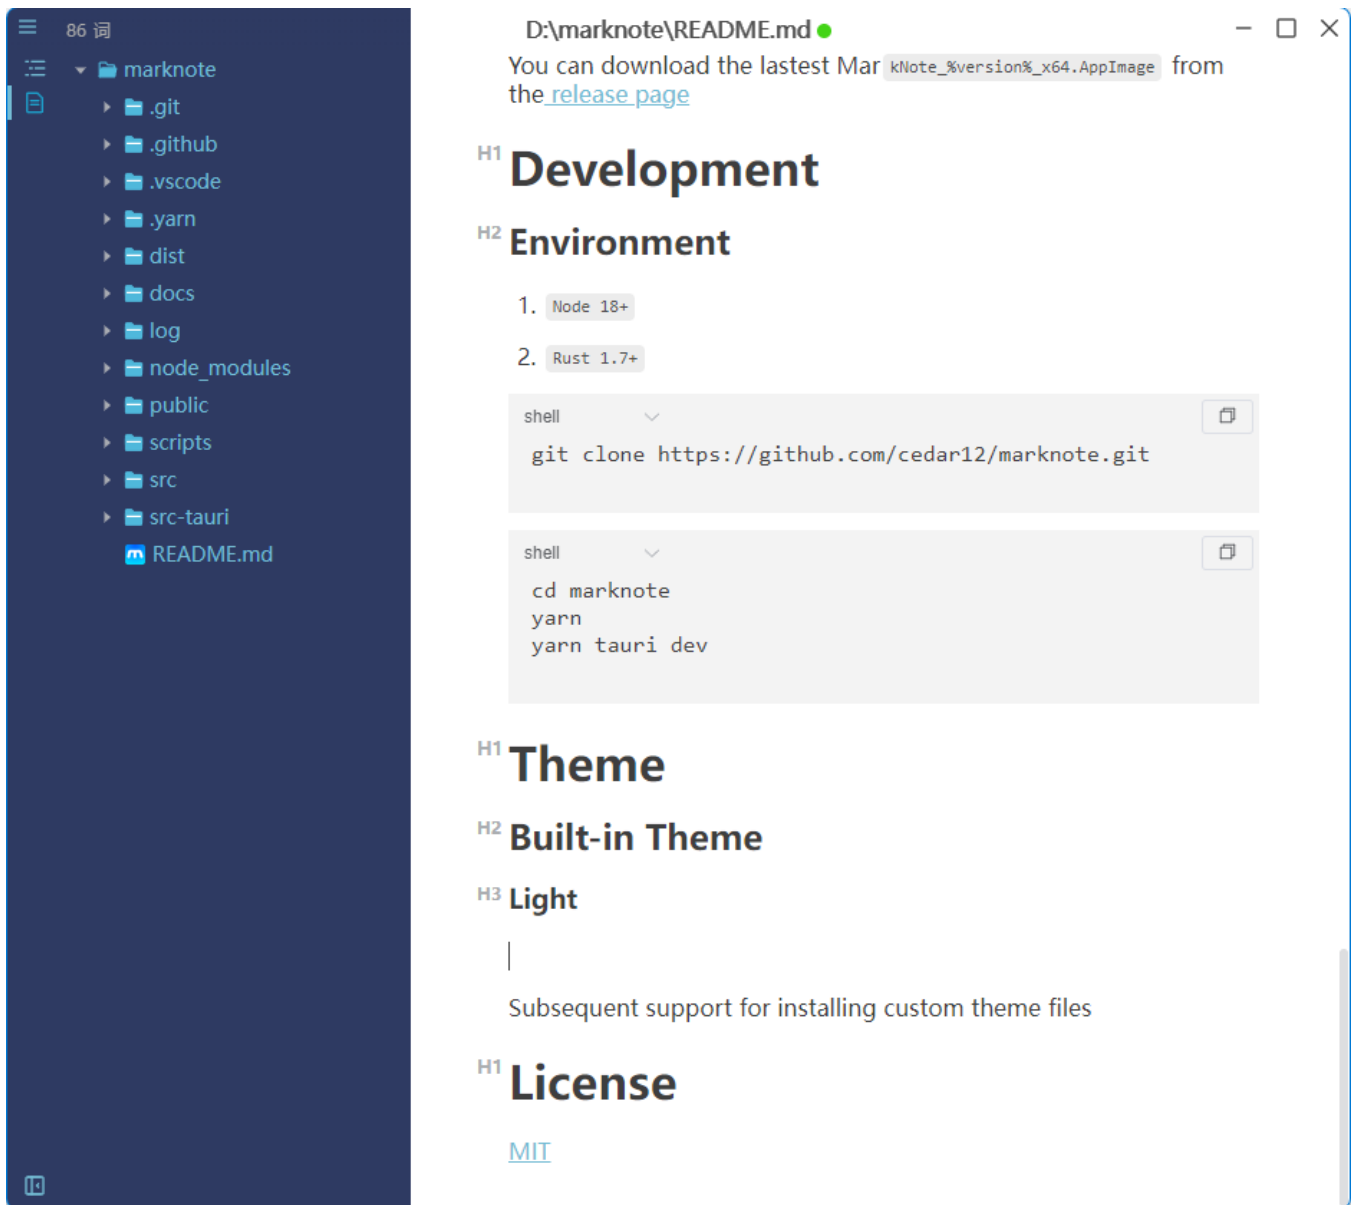 86 词
marknote
.git
.github
.vscode
.yarn
dist
docs
log
node_modules
public
scripts
src
src-tauri
README.md
D:\marknote\README.md
You can download the lastest Mar kNote_%version%_x64.AppImage from
the release page
H1 Development
H2 Environment
1. Node 18+
2. Rust 1.7+
shell
git clone https://github.com/cedar12/marknote.git
shell
cd marknote
yarn
yarn tauri dev
H1 Theme
H2 Built-in Theme
H3 Light
Subsequent support for installing custom theme files
H1 License
MIT